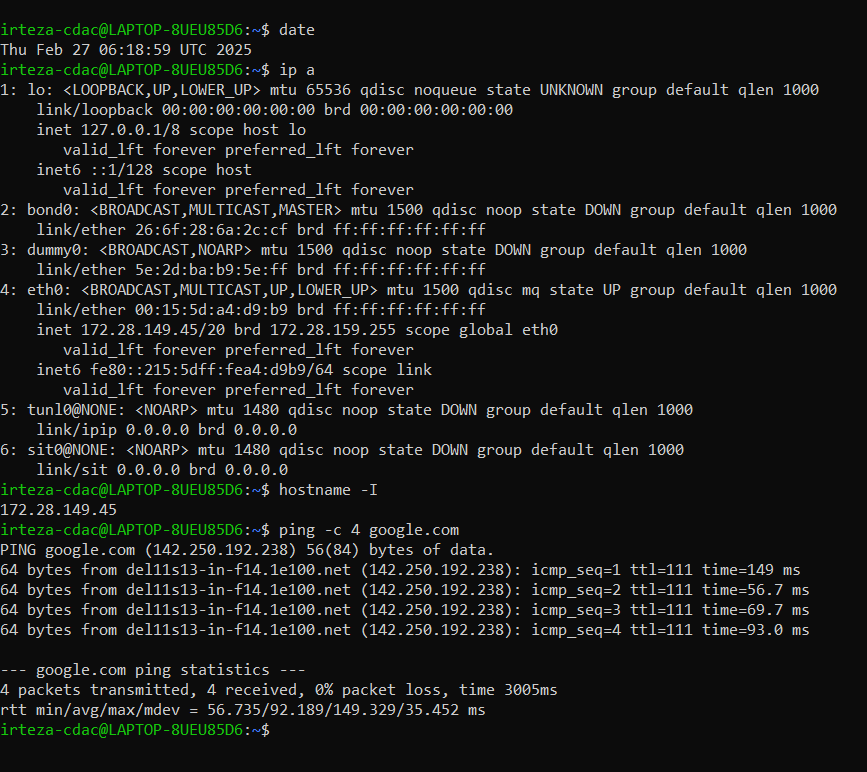 irteza-cdac@LAPTOP-8UEU85D6:~$ date
Thu Feb 27 06:18:59 UTC 2025
irteza-cdac@LAPTOP-8UEU85D6:~$ ip a
1: lo: <LOOPBACK,UP,LOWER_UP> mtu 65536 qdisc noqueue state UNKNOWN group default qlen 1000
    link/loopback 00:00:00:00:00:00 brd 00:00:00:00:00:00
    inet 127.0.0.1/8 scope host lo
       valid_lft forever preferred_lft forever
    inet6 ::1/128 scope host
       valid_lft forever preferred_lft forever
2: bond0: <BROADCAST,MULTICAST,MASTER> mtu 1500 qdisc noop state DOWN group default qlen 1000
    link/ether 26:6f:28:6a:2c:cf brd ff:ff:ff:ff:ff:ff
3: dummy0: <BROADCAST,NOARP> mtu 1500 qdisc noop state DOWN group default qlen 1000
    link/ether 5e:2d:ba:b9:5e:ff brd ff:ff:ff:ff:ff:ff
4: eth0: <BROADCAST,MULTICAST,UP,LOWER_UP> mtu 1500 qdisc mq state UP group default qlen 1000
    link/ether 00:15:5d:a4:d9:b9 brd ff:ff:ff:ff:ff:ff
    inet 172.28.149.45/20 brd 172.28.159.255 scope global eth0
       valid_lft forever preferred_lft forever
    inet6 fe80::215:5dff:fea4:d9b9/64 scope link
       valid_lft forever preferred_lft forever
5: tunl0@NONE: <NOARP> mtu 1480 qdisc noop state DOWN group default qlen 1000
    link/ipip 0.0.0.0 brd 0.0.0.0
6: sit0@NONE: <NOARP> mtu 1480 qdisc noop state DOWN group default qlen 1000
    link/sit 0.0.0.0 brd 0.0.0.0
irteza-cdac@LAPTOP-8UEU85D6:~$ hostname -I
172.28.149.45
irteza-cdac@LAPTOP-8UEU85D6:~$ ping -c 4 google.com
PING google.com (142.250.192.238) 56(84) bytes of data.
64 bytes from del11s13-in-f14.1e100.net (142.250.192.238): icmp_seq=1 ttl=111 time=149 ms
64 bytes from del11s13-in-f14.1e100.net (142.250.192.238): icmp_seq=2 ttl=111 time=56.7 ms
64 bytes from del11s13-in-f14.1e100.net (142.250.192.238): icmp_seq=3 ttl=111 time=69.7 ms
64 bytes from del11s13-in-f14.1e100.net (142.250.192.238): icmp_seq=4 ttl=111 time=93.0 ms

--- google.com ping statistics ---
4 packets transmitted, 4 received, 0% packet loss, time 3005ms
rtt min/avg/max/mdev = 56.735/92.189/149.329/35.452 ms
irteza-cdac@LAPTOP-8UEU85D6:~$